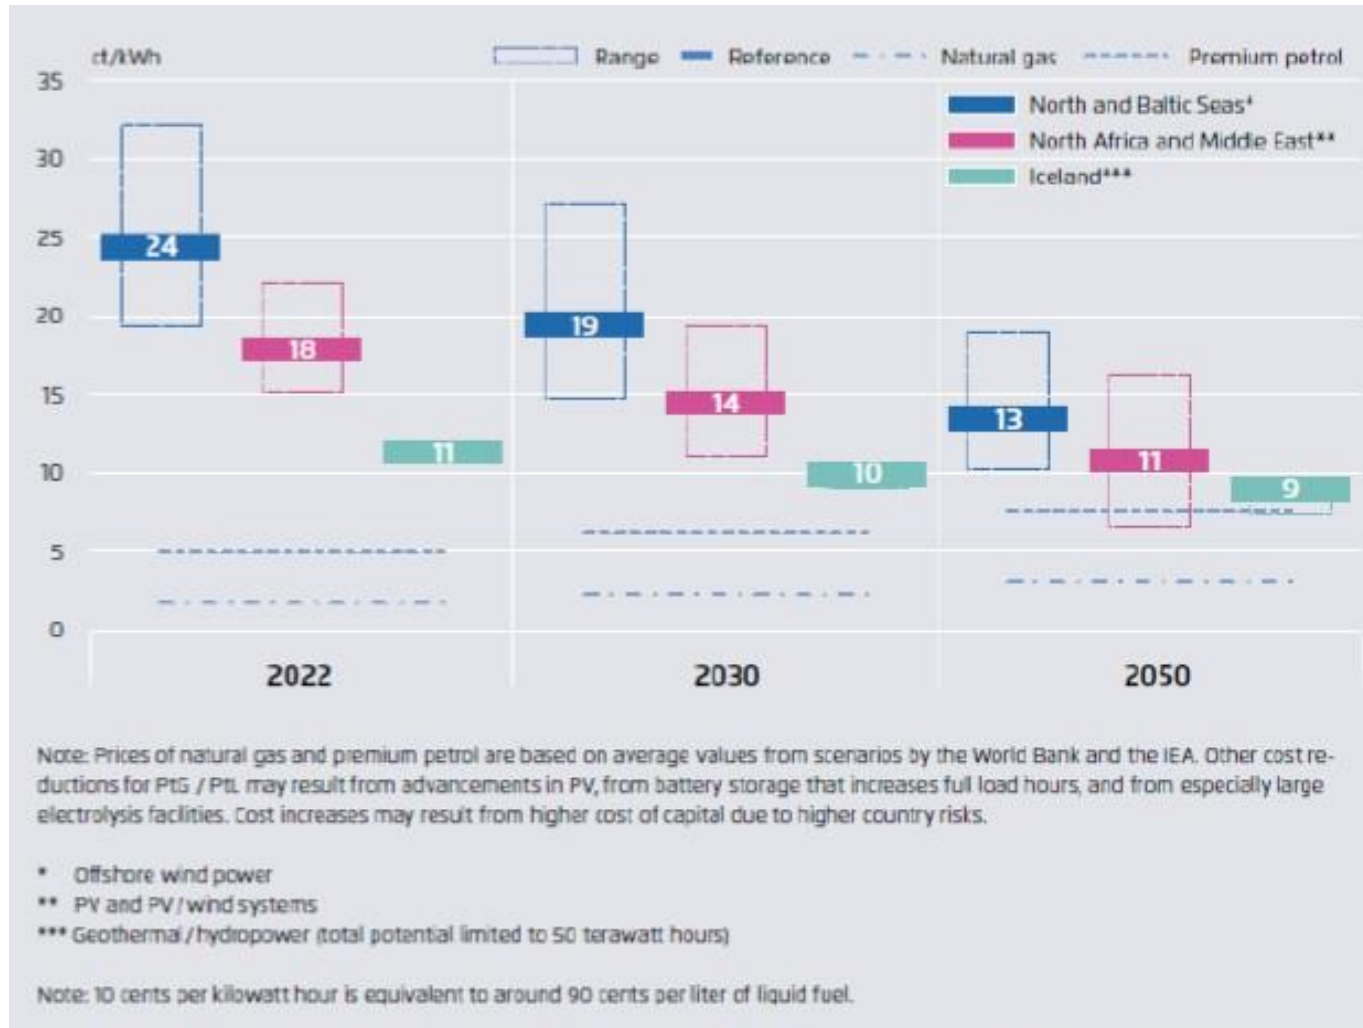 ct/kWh
Range Reference Natural gas Premium petrol
35
North and Baltic Seas*
North Africa and Middle East**
Iceland***
30
25
24
20
19
18
15
14
13
11
11
10
10
9
5
0
2022 2030 2050
Note: Prices of natural gas and premium petrol are based on average values from scenarios by the World Bank and the IEA. Other cost re-
ductions for PtG / PtL may result from advancements in PV, from battery storage that increases full load hours, and from especially large
electrolysis facilities. Cost increases may result from higher cost of capital due to higher country risks.
* Offshore wind power
** PV and PV / wind systems
*** Geothermal / hydropower (total potential limited to 50 terawatt hours)
Note: 10 cents per kilowatt hour is equivalent to around 90 cents per liter of liquid fuel.